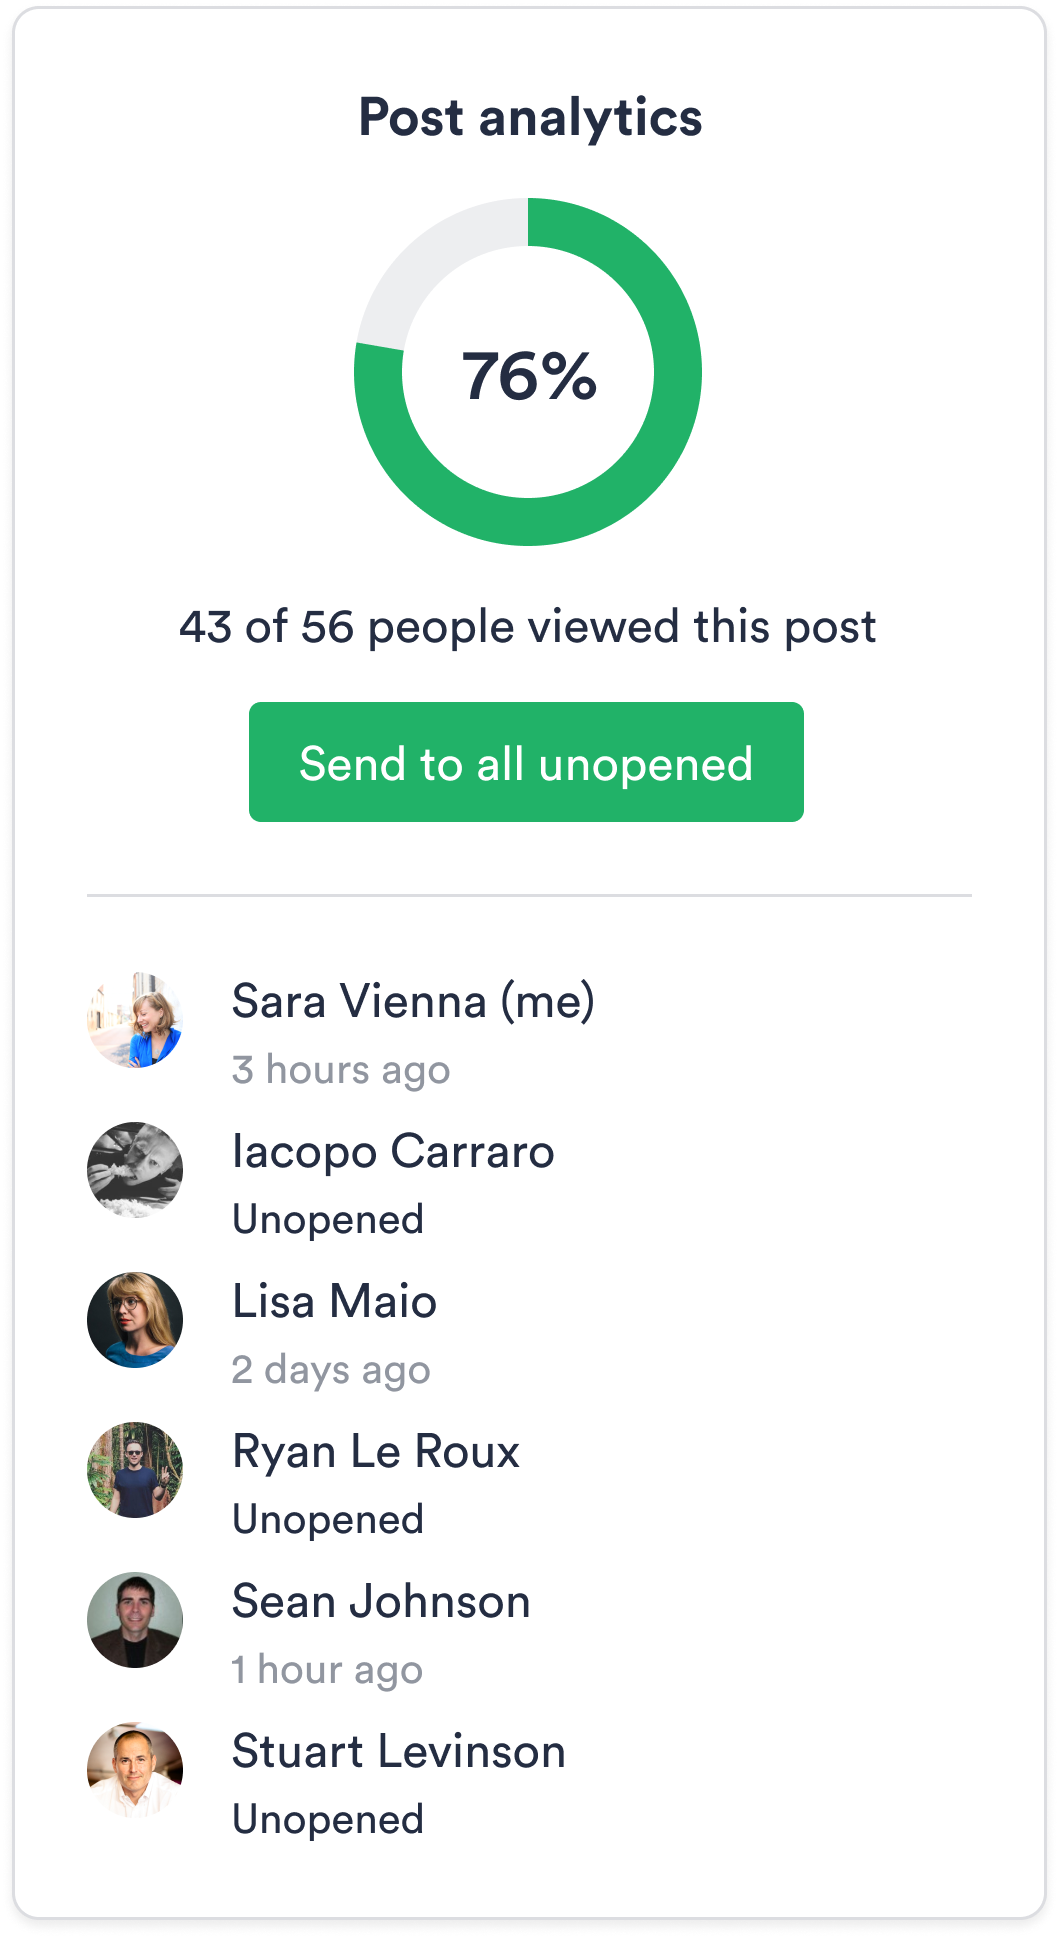 Post analytics
76%
43 of 56 people viewed this post
Send to all unopened
Sara Vienna (me)
3 hours ago
Iacopo Carraro
Unopened
Lisa Maio
2 days ago
Ryan Le Roux
Unopened
Sean Johnson
1 hour ago
Stuart Levinson
Unopened